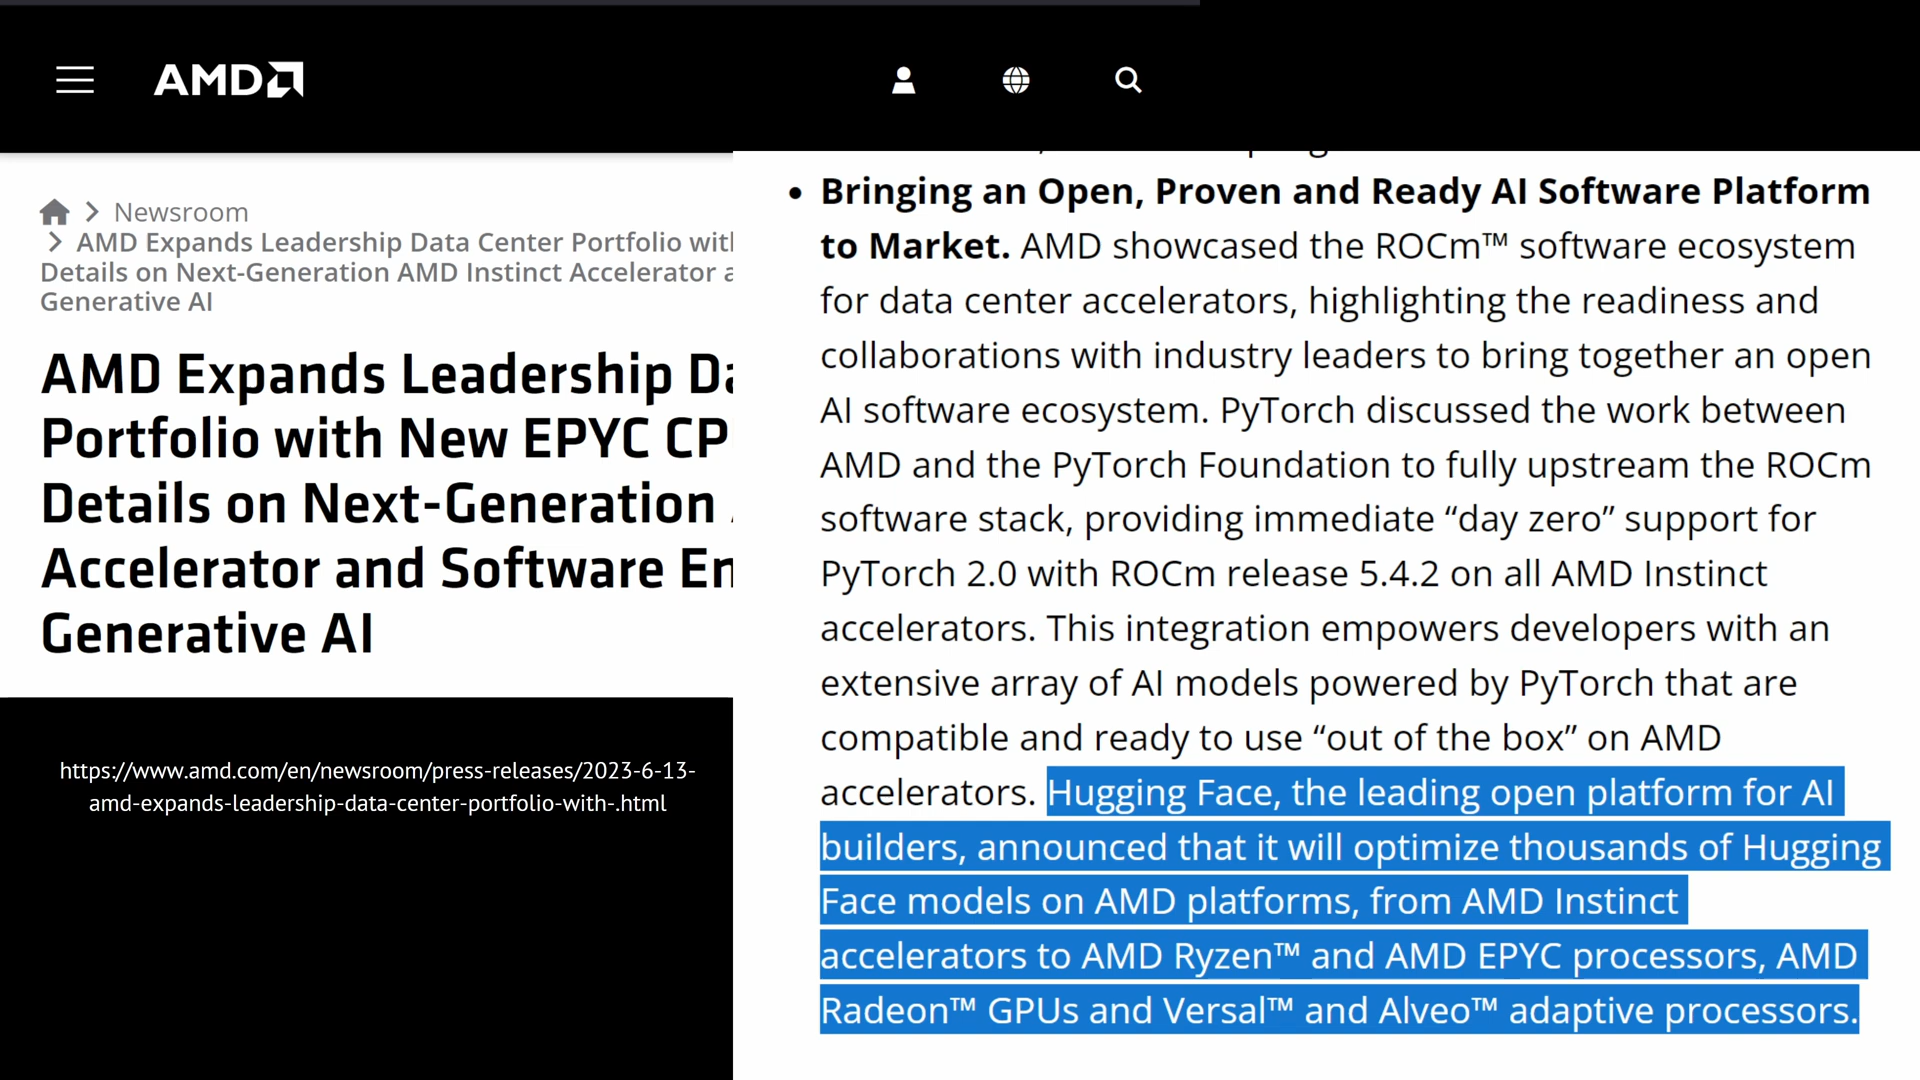 AMD
Newsroom
AMD Expands Leadership Data Center Portfolio
Details on Next-Generation AMD Instinct Accelerator
Generative AI
AMD Expands Leadership
Portfolio with New EPYC
Details on Next-Generation
Accelerator and Software
Generative AI
https://www.amd.com/en/newsroom/press-releases/2023-6-13-
amd-expands-leadership-data-center-portfolio-with-.html
• Bringing an Open, Proven and Ready AI Software Platform
to Market. AMD showcased the ROCm™ software ecosystem
for data center accelerators, highlighting the readiness and
collaborations with industry leaders to bring together an open
AI software ecosystem. PyTorch discussed the work between
AMD and the PyTorch Foundation to fully upstream the ROCm
software stack, providing immediate “day zero” support for
PyTorch 2.0 with ROCm release 5.4.2 on all AMD Instinct
accelerators. This integration empowers developers with an
extensive array of AI models powered by PyTorch that are
compatible and ready to use “out of the box” on AMD
accelerators. Hugging Face, the leading open platform for AI
builders, announced that it will optimize thousands of Hugging
Face models on AMD platforms, from AMD Instinct
accelerators to AMD Ryzen™ and AMD EPYC processors, AMD
Radeon™ GPUs and Versal™ and Alveo™ adaptive processors.